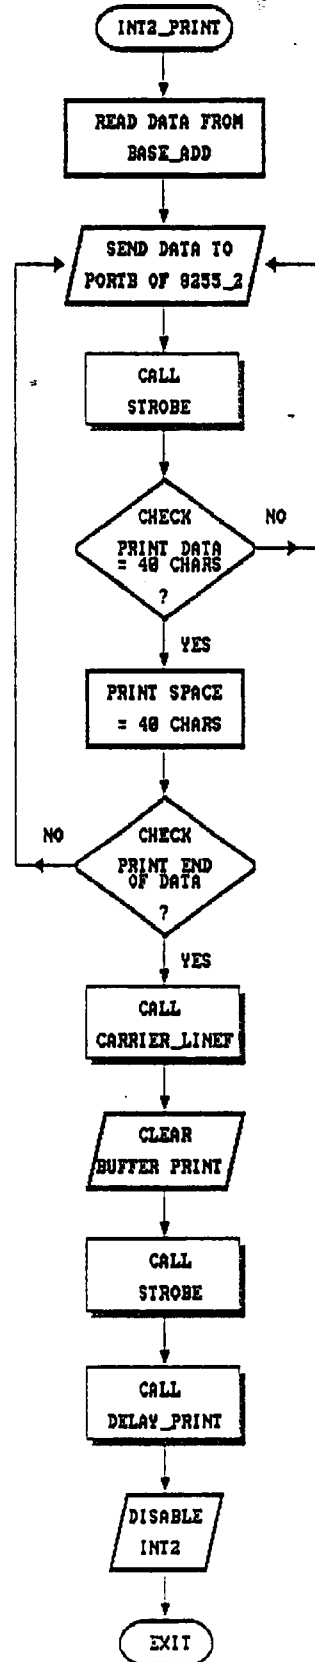 INT2_PRINT
READ DATA FROM
BASE_ADD
SEND DATA TO
PORTB OF 8255_2
CALL
STROBE
CHECK
PRINT DATA
= 40 CHARS
?
NO
YES
PRINT SPACE
= 40 CHARS
CHECK
PRINT END
OF DATA
?
NO
YES
CALL
CARRIER_LINEF
CLEAR
BUFFER PRINT
CALL
STROBE
CALL
DELAY_PRINT
DISABLE
INT2
EXIT